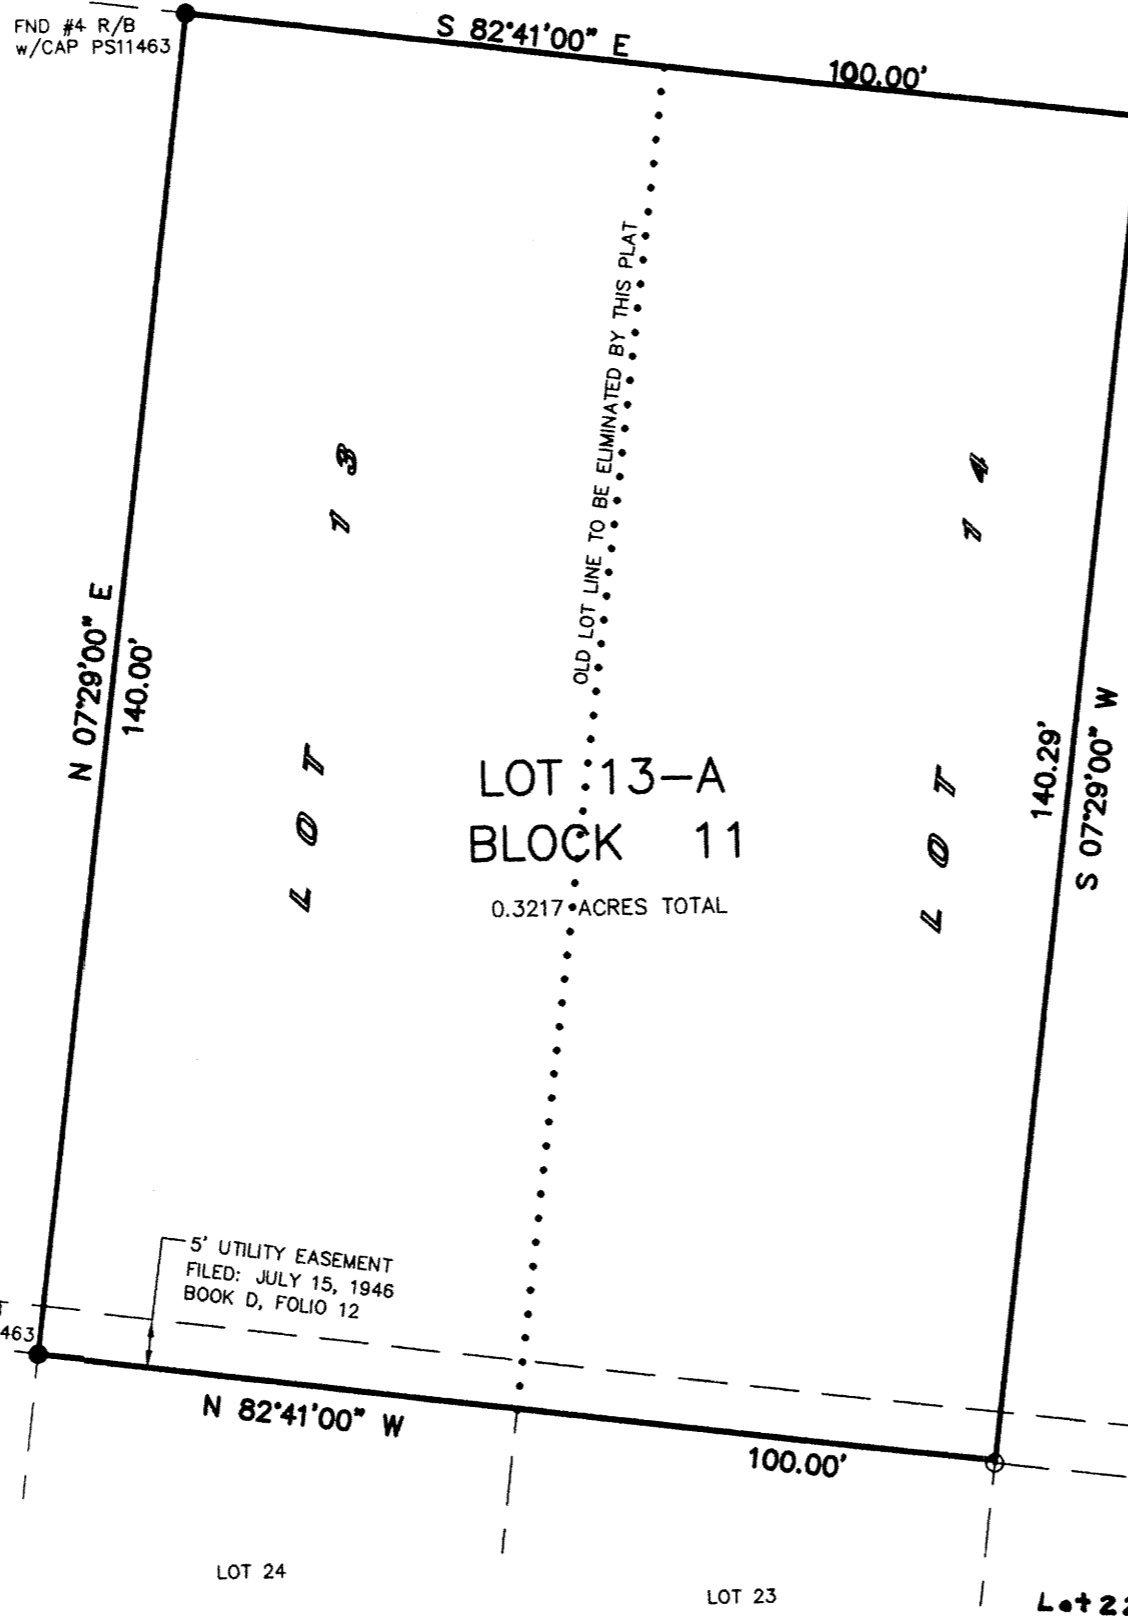 FND #4 R/B
w/CAP PS11463
S 82°41'00" E
100.00'
OLD LOT LINE TO BE ELIMINATED BY THIS PLAT
LOT 13
LOT 14
N 07°29'00" E
140.00'
LOT 13-A
BLOCK 11
0.3217 ACRES TOTAL
140.29'
S 07°29'00" W
5' UTILITY EASEMENT
FILED: JULY 15, 1946
BOOK D, FOLIO 12
463
N 82°41'00" W
100.00'
LOT 24
LOT 23
Lot 22